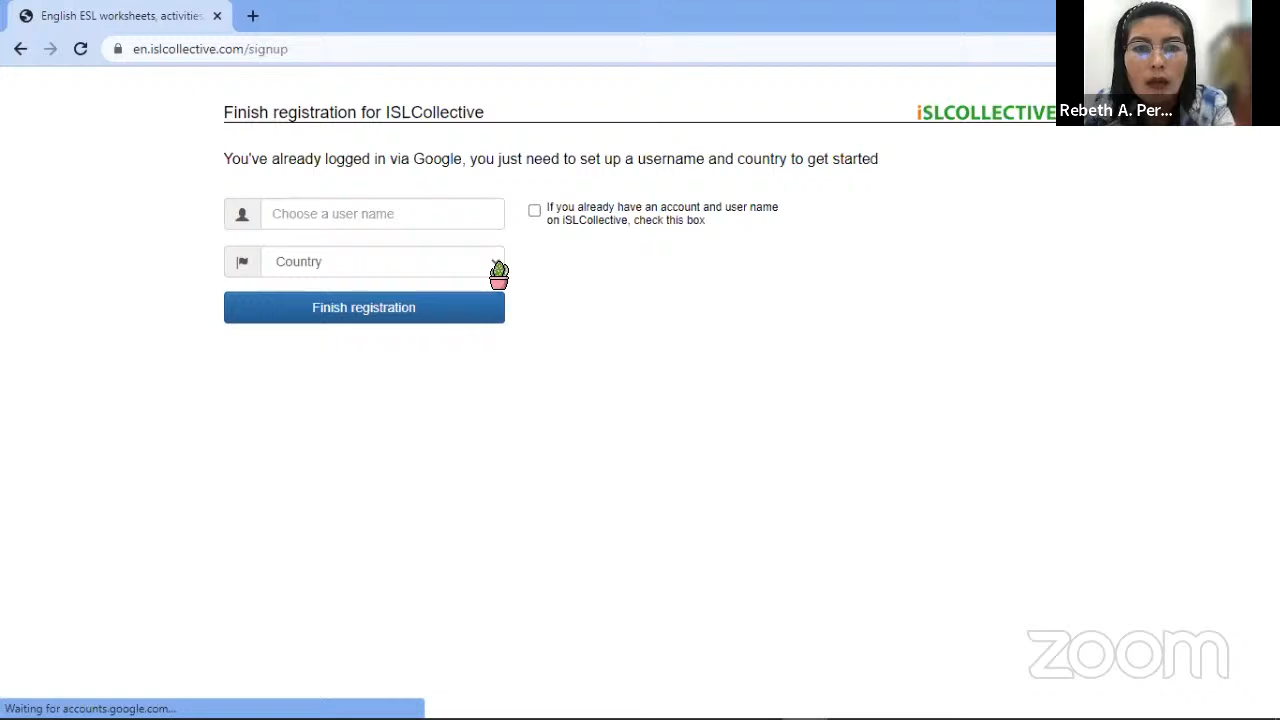 English ESL worksheets, activities,
en.islcollective.com/signup
Rebeth A. Per...
Finish registration for ISLCollective
iSLCOLLECTIVE
You've already logged in via Google, you just need to set up a username and country to get started
Choose a user name
If you already have an account and user name
on iSLCollective, check this box
Country
Finish registration
zoom
Waiting for accounts.google.com...